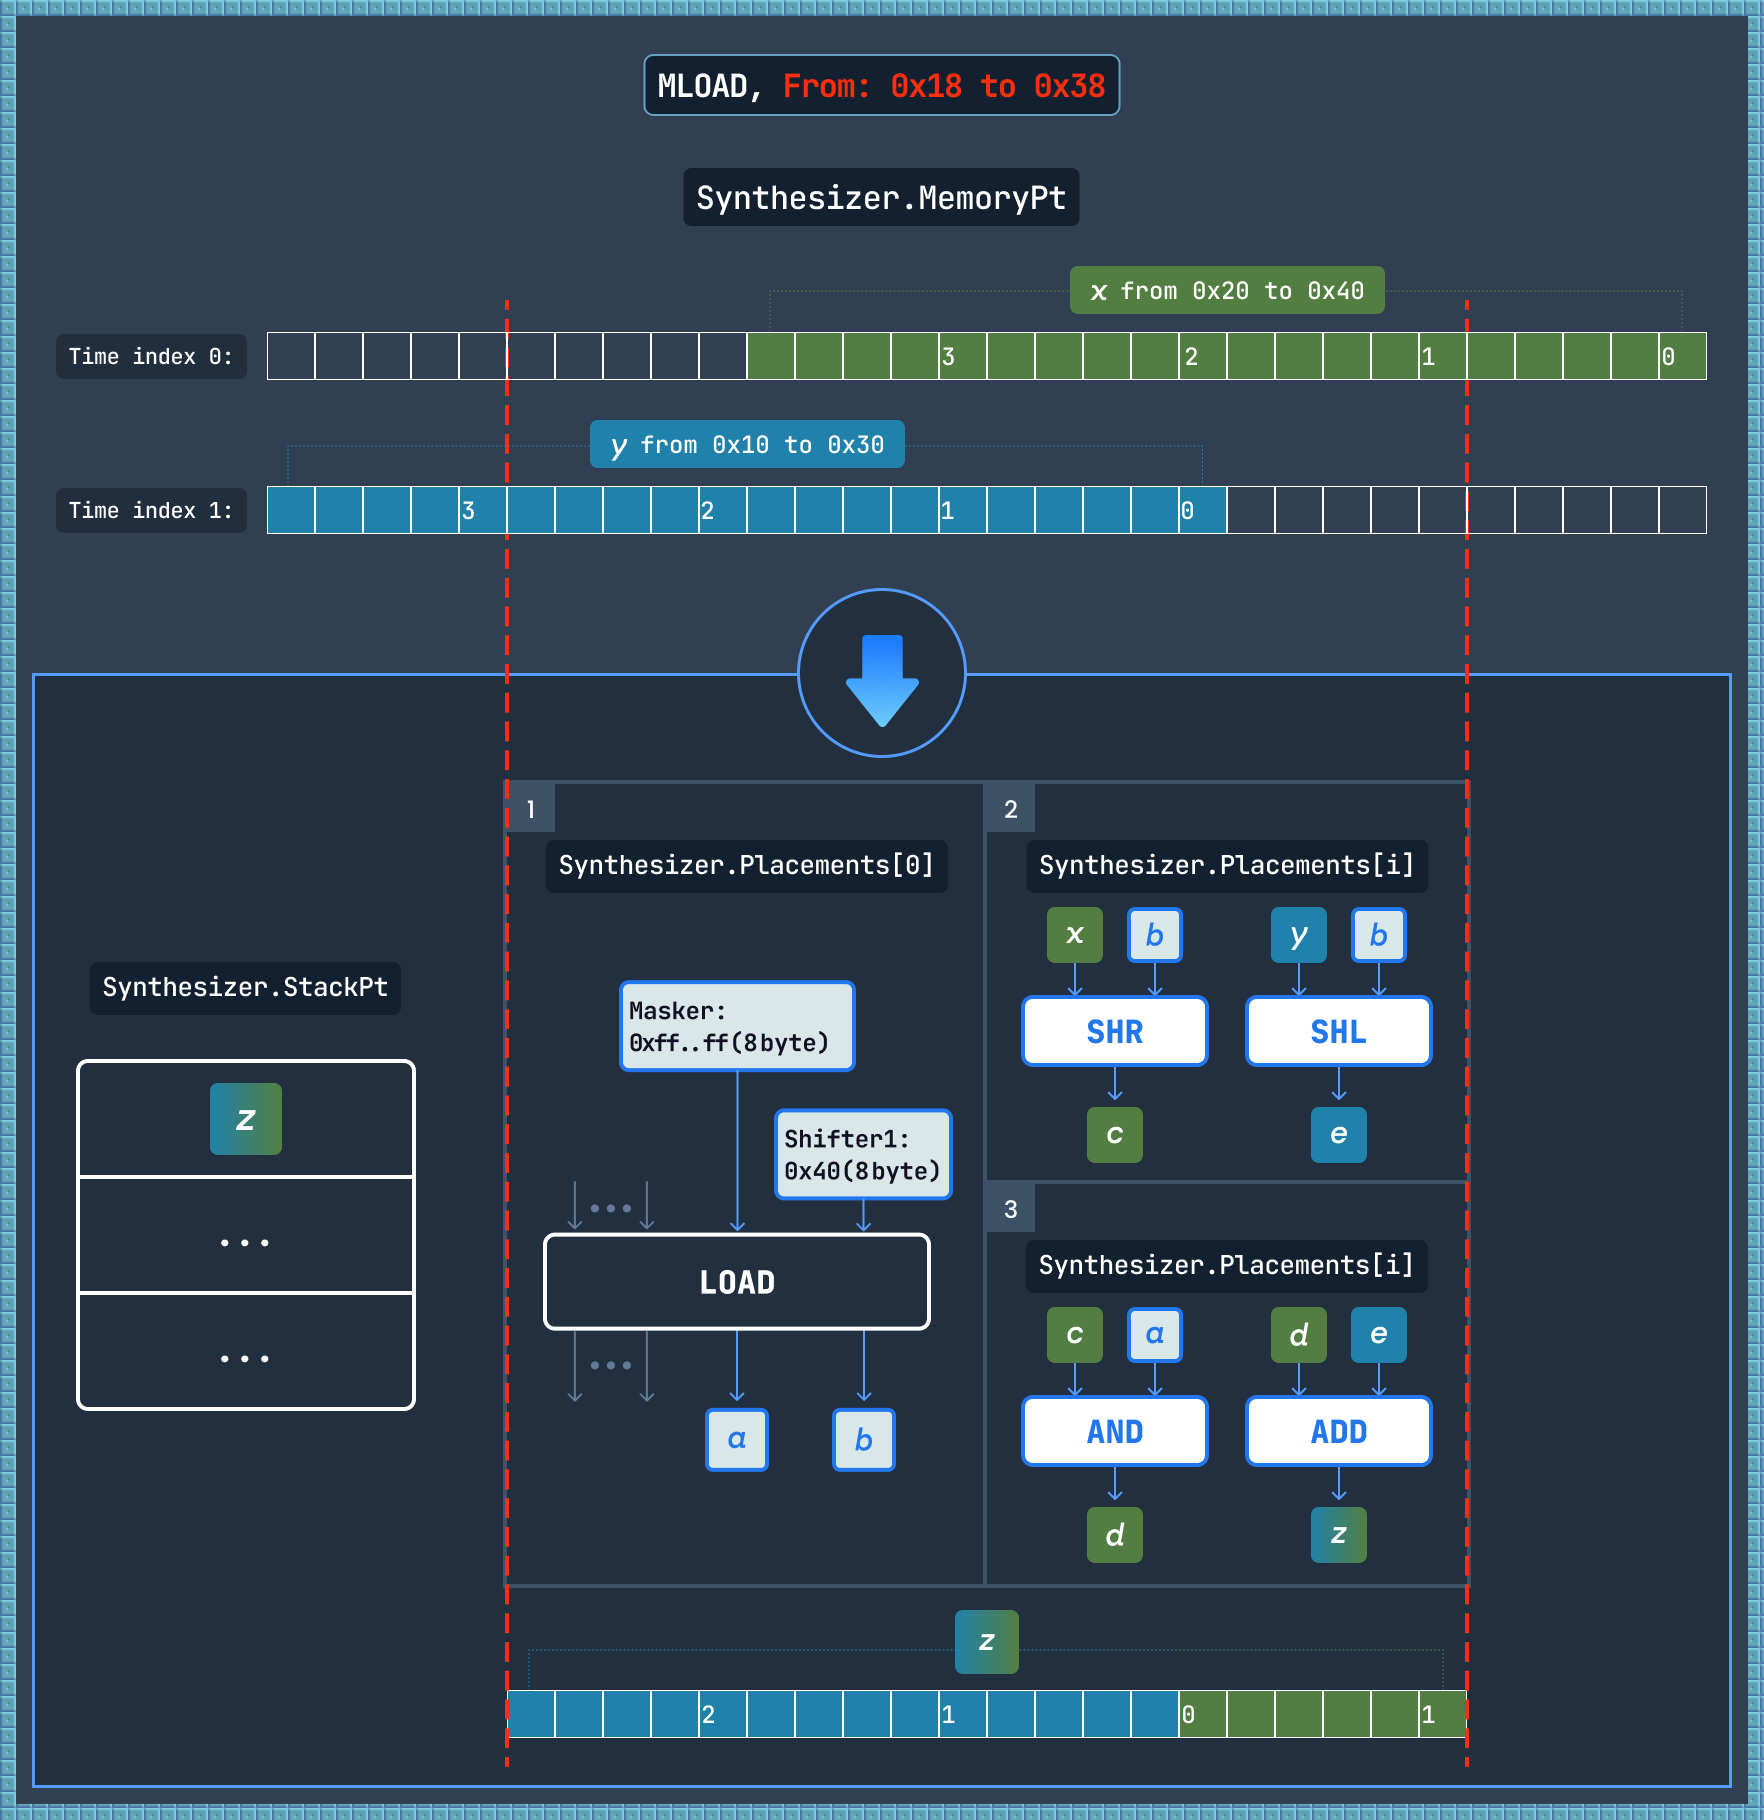 MLOAD, From: 0x18 to 0x38
Synthesizer.MemoryPt
x from 0x20 to 0x40
Time index 0:
3 2 1 0
y from 0x10 to 0x30
Time index 1:
3 2 1 0
1
Synthesizer.Placements[0]
Masker:
0xff..ff(8byte)
Shifter1:
0x40(8byte)
...
LOAD
...
a b
2
Synthesizer.Placements[i]
x b y b
SHR SHL
c e
3
Synthesizer.Placements[i]
c a d e
AND ADD
d z
Synthesizer.StackPt
z
...
...
z
2 1 0 1